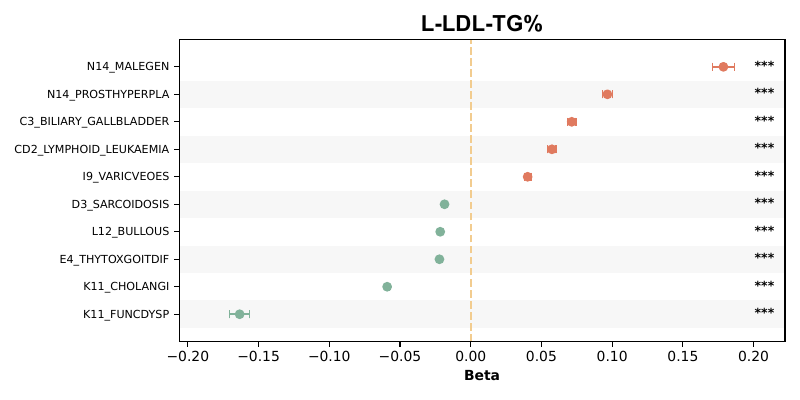 L-LDL-TG%
N14_MALEGEN ***
N14_PROSTHYPERPLA ***
C3_BILIARY_GALLBLADDER ***
CD2_LYMPHOID_LEUKAEMIA ***
I9_VARICVEOES ***
D3_SARCOIDOSIS ***
L12_BULLOUS ***
E4_THYTOXGOITDIF ***
K11_CHOLANGI ***
K11_FUNCDYSP ***
−0.20 −0.15 −0.10 −0.05 0.00 0.05 0.10 0.15 0.20
Beta